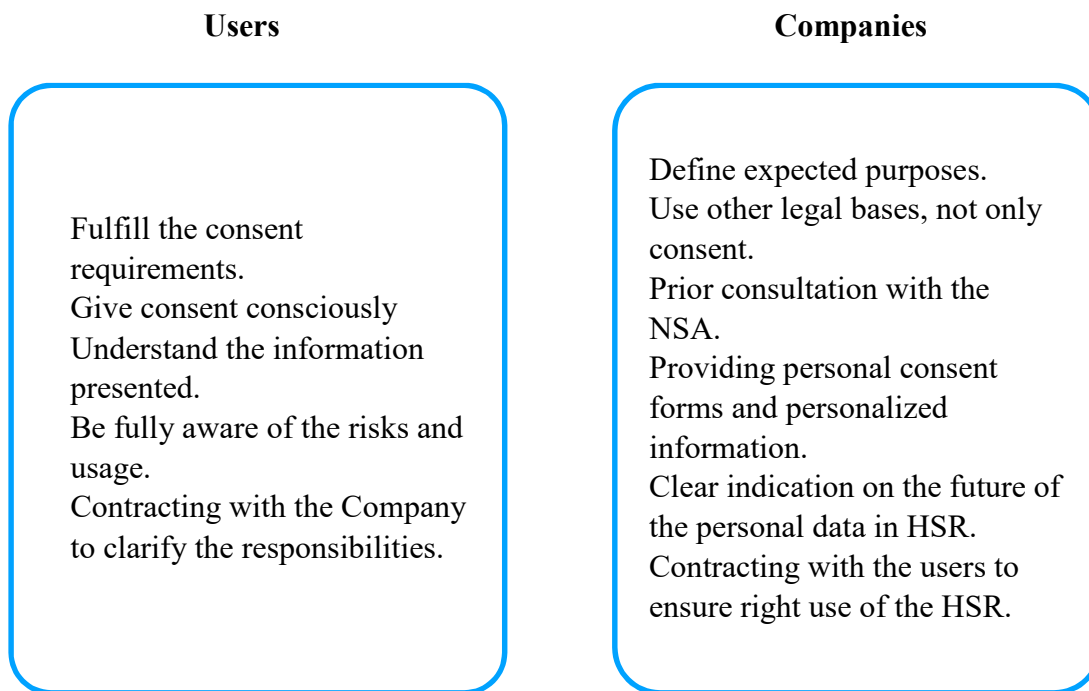 Users
Fulfill the consent
requirements.
Give consent consciously
Understand the information
presented.
Be fully aware of the risks and
usage.
Contracting with the Company
to clarify the responsibilities.
Companies
Define expected purposes.
Use other legal bases, not only
consent.
Prior consultation with the
NSA.
Providing personal consent
forms and personalized
information.
Clear indication on the future of
the personal data in HSR.
Contracting with the users to
ensure right use of the HSR.